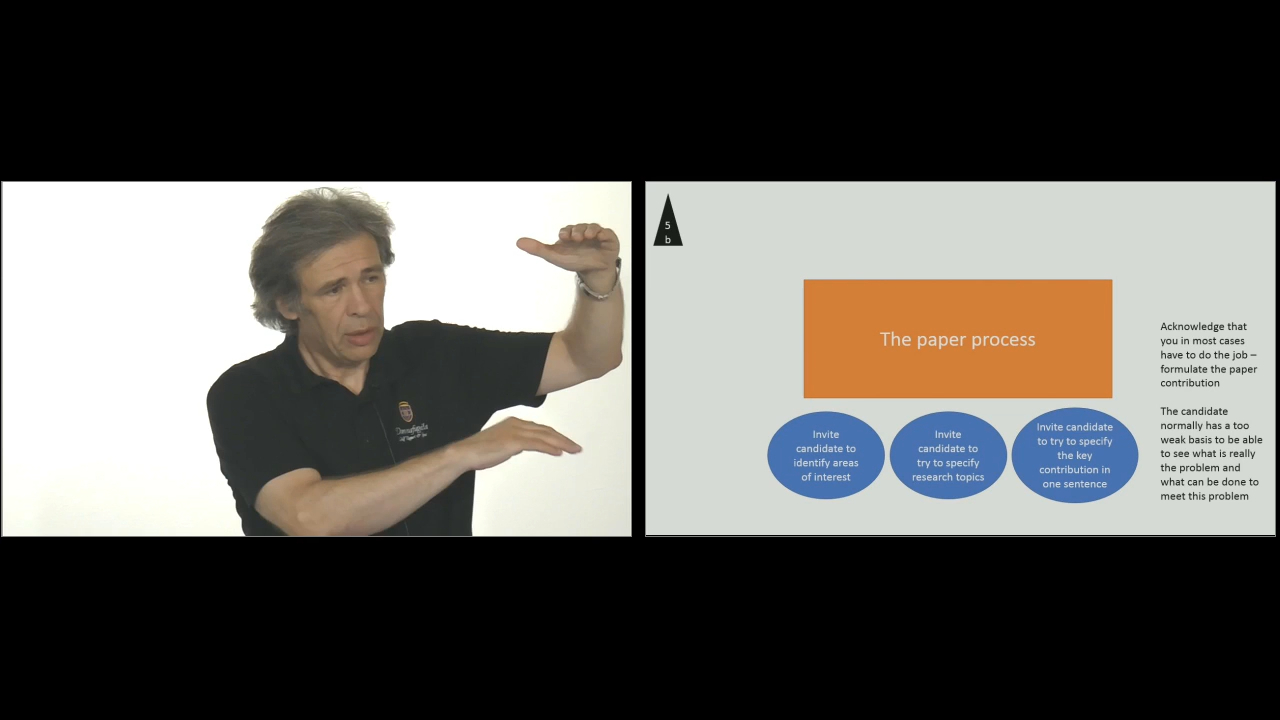 5
b
The paper process
Invite
candidate to
identify areas
of interest
Invite
candidate to
try to specify
research topics
Invite candidate
to try to specify
the key
contribution in
one sentence
Acknowledge that
you in most cases
have to do the job –
formulate the paper
contribution
The candidate
normally has a too
weak basis to be able
to see what is really
the problem and
what can be done to
meet this problem